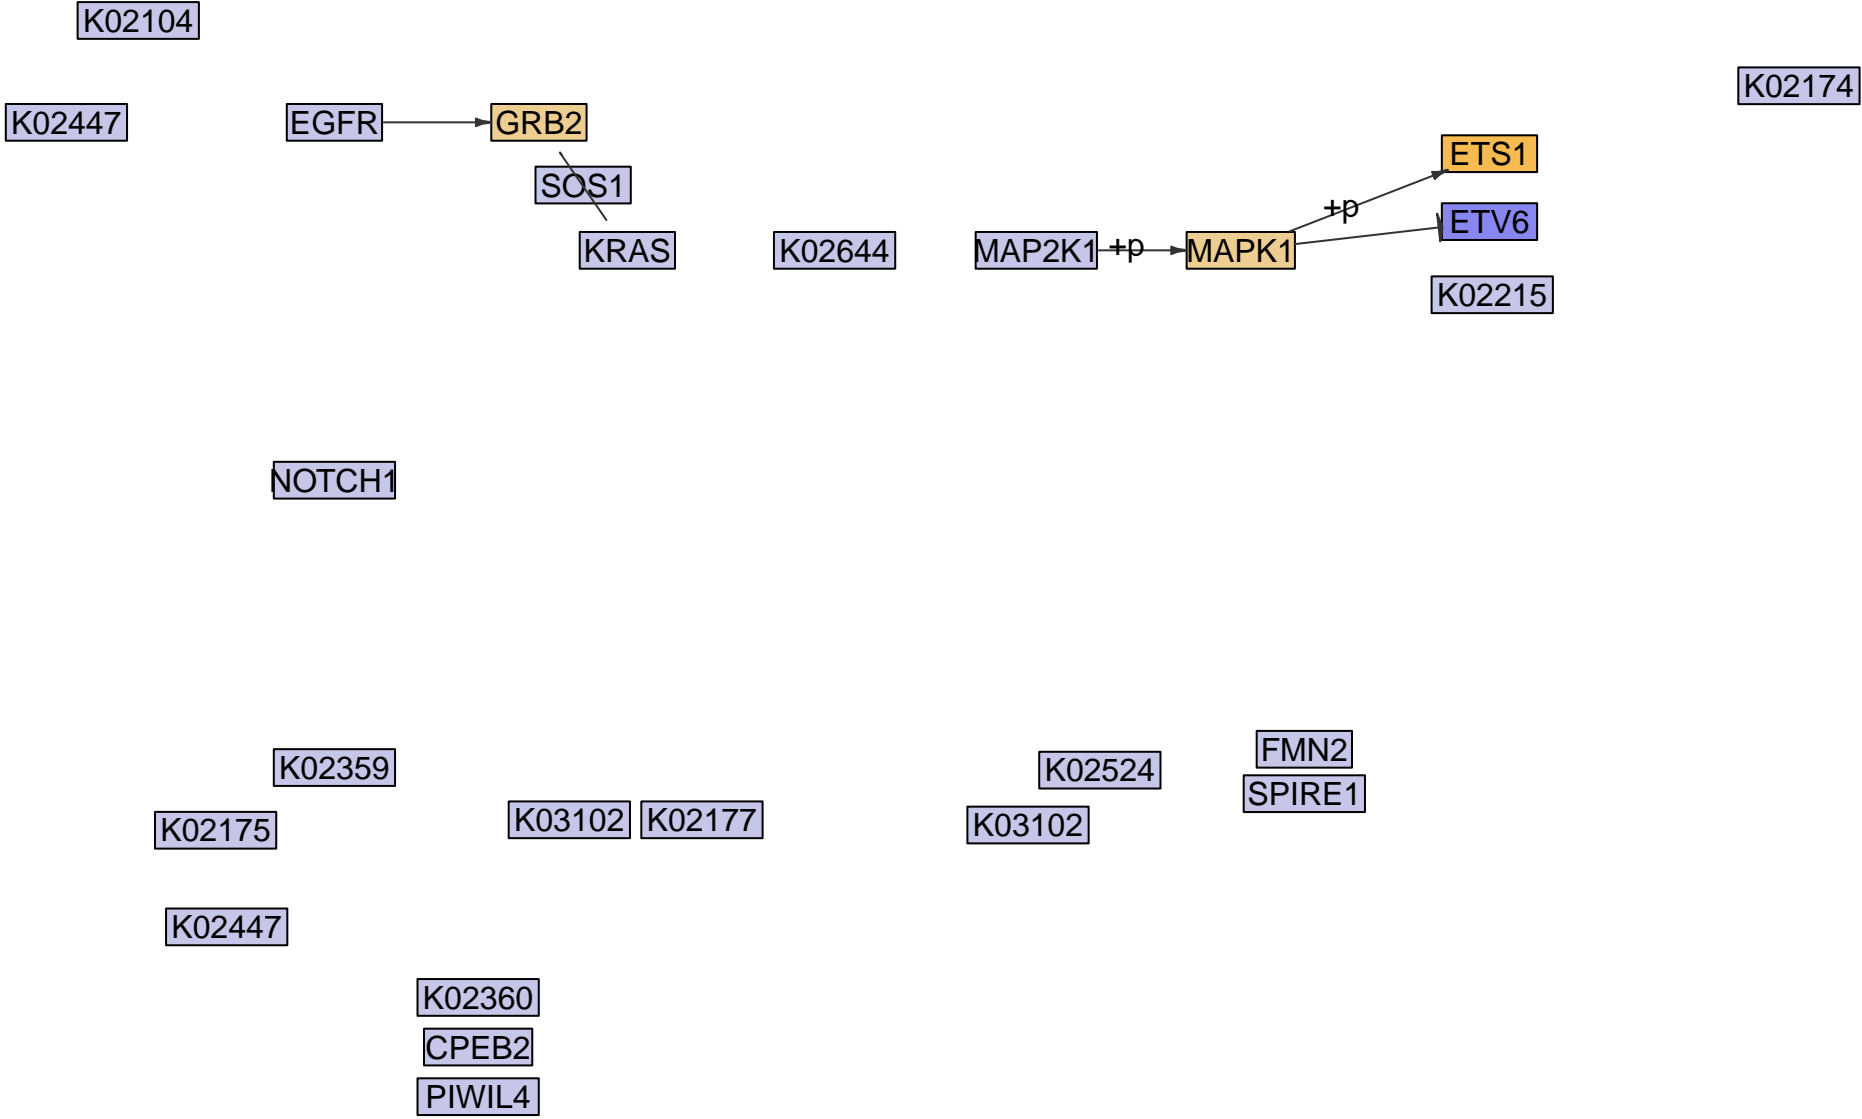 K02104
K02174
K02447
EGFR
GRB2
ETS1
SOS1
+p
ETV6
KRAS
K02644
MAP2K1
+p
MAPK1
K02215
NOTCH1
FMN2
K02359
K02524
SPIRE1
K03102
K02177
K03102
K02175
K02447
K02360
CPEB2
PIWIL4